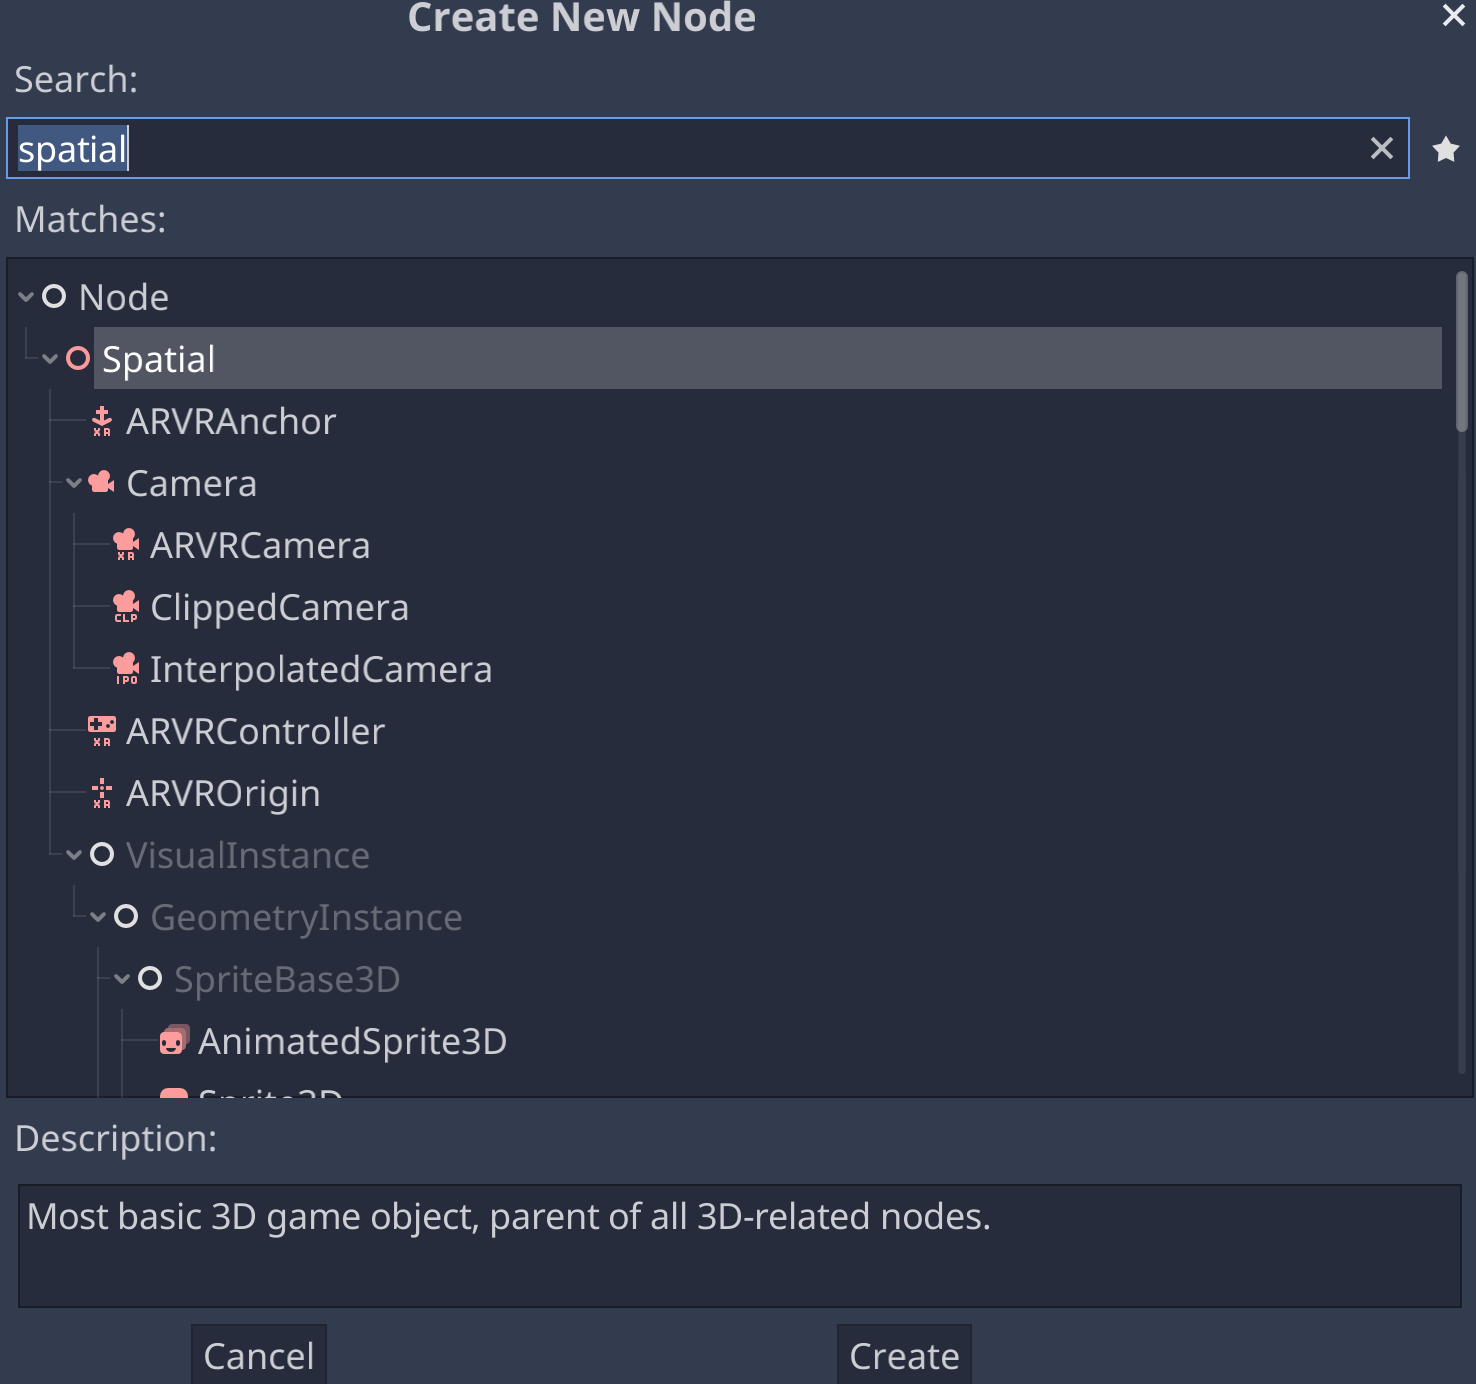 Create New Node
Search:
spatial
Matches:
Node
Spatial
ARVRAnchor
Camera
ARVRCamera
ClippedCamera
InterpolatedCamera
ARVRController
ARVROrigin
VisualInstance
GeometryInstance
SpriteBase3D
AnimatedSprite3D
Sprite3D
Description:
Most basic 3D game object, parent of all 3D-related nodes.
Cancel
Create